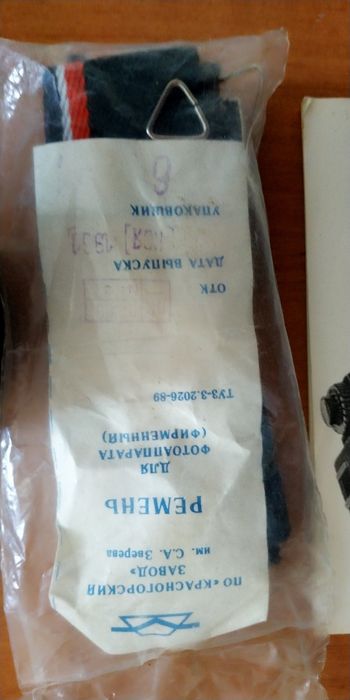 ПО «КРАСНОГОРСКИЙ
ЗАВОД»
им. С.А. Зверева
РЕМЕНЬ
ДЛЯ
ФОТОАППАРАТА
(ФИРМЕННЫЙ)
ТУ3-3.2026-89
ОТК
ДАТА ВЫПУСКА
УПАКОВЩИК